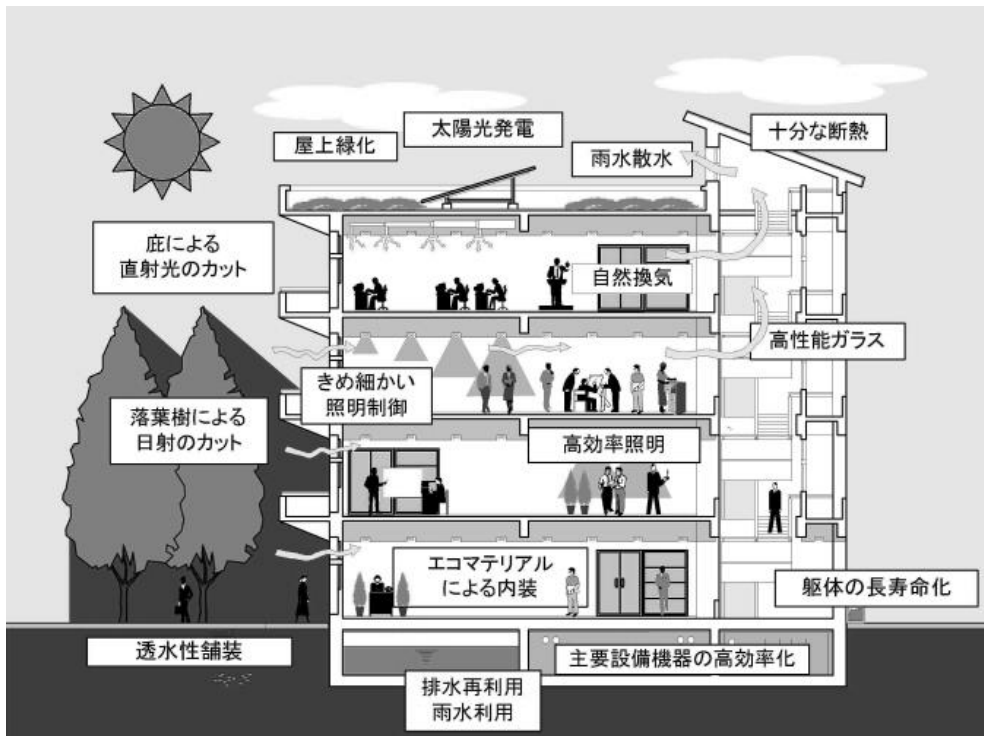 太陽光発電
屋上緑化
十分な断熱
雨水散水
庇による
直射光のカット
自然換気
高性能ガラス
きめ細かい
照明制御
落葉樹による
日射のカット
高効率照明
エコマテリアル
による内装
躯体の長寿命化
透水性舗装
主要設備機器の高効率化
排水再利用
雨水利用